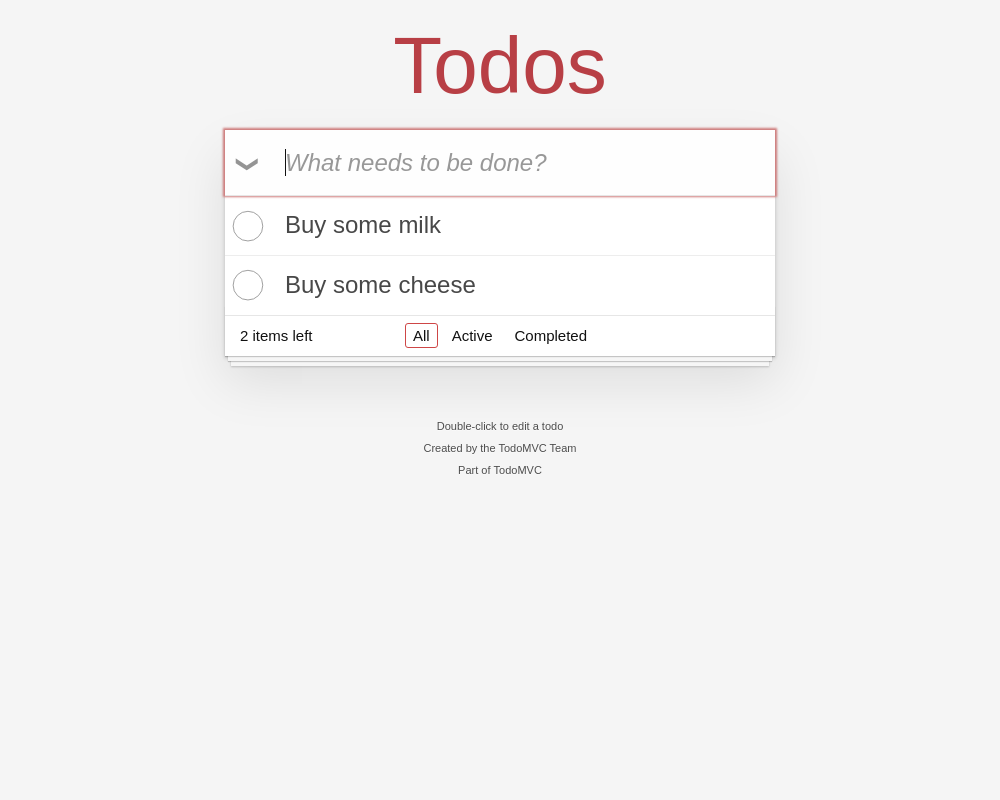 Todos
What needs to be done?
Buy some milk
Buy some cheese
2 items left All Active Completed
Double-click to edit a todo
Created by the TodoMVC Team
Part of TodoMVC